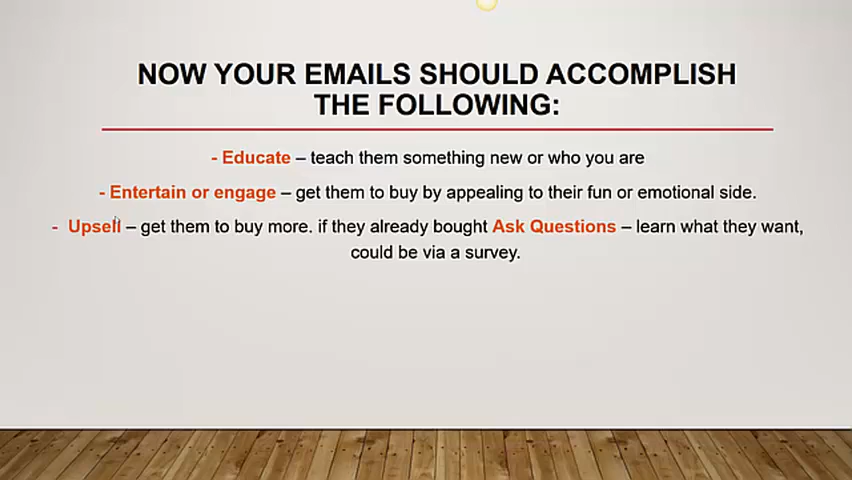 NOW YOUR EMAILS SHOULD ACCOMPLISH
THE FOLLOWING:
- Educate – teach them something new or who you are
- Entertain or engage – get them to buy by appealing to their fun or emotional side.
- Upsell – get them to buy more. if they already bought Ask Questions – learn what they want,
could be via a survey.